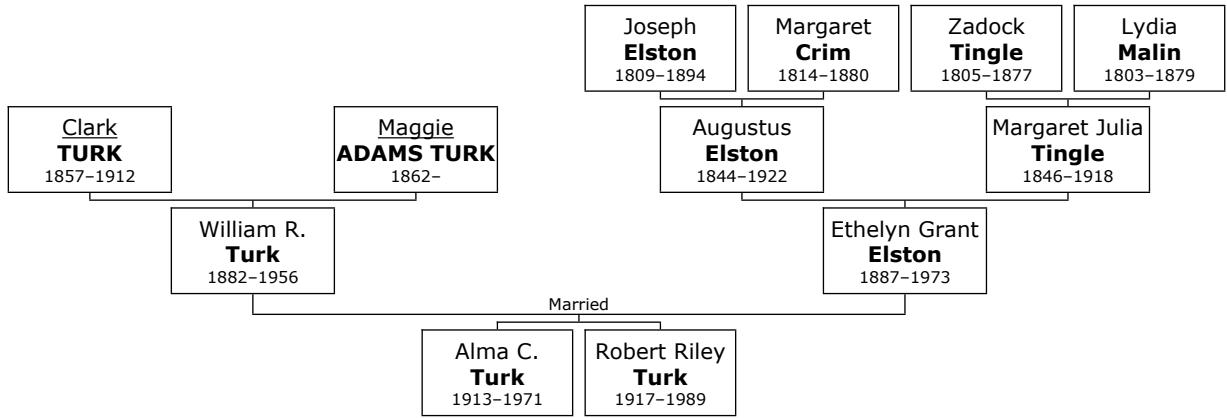 Joseph
Elston
1809–1894
Margaret
Crim
1814–1880
Zadock
Tingle
1805–1877
Lydia
Malin
1803–1879
Clark
TURK
1857–1912
Maggie
ADAMS TURK
1862–
Augustus
Elston
1844–1922
Margaret Julia
Tingle
1846–1918
William R.
Turk
1882–1956
Ethelyn Grant
Elston
1887–1973
Married
Alma C.
Turk
1913–1971
Robert Riley
Turk
1917–1989